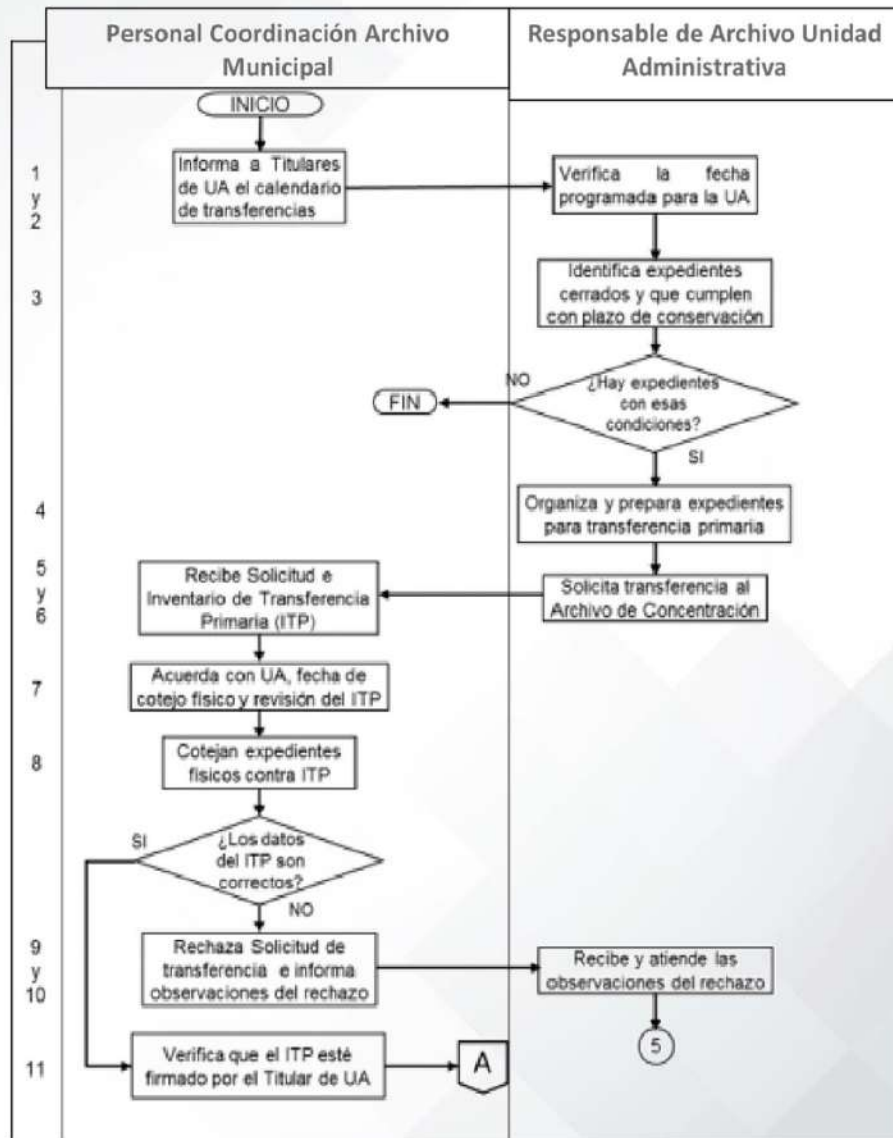 Personal Coordinación Archivo
Municipal
Responsable de Archivo Unidad
Administrativa
INICIO
1
y
2
Informa a Titulares
de UA el calendario
de transferencias
Verifica la fecha
programada para la UA
3
Identifica expedientes
cerrados y que cumplen
con plazo de conservación
NO
FIN
¿Hay expedientes
con esas
condiciones?
SI
4
Organiza y prepara expedientes
para transferencia primaria
5
y
6
Recibe Solicitud e
Inventario de Transferencia
Primaria (ITP)
Solicita transferencia al
Archivo de Concentración
7
Acuerda con UA, fecha de
cotejo físico y revisión del ITP
8
Cotejan expedientes
físicos contra ITP
SI
¿Los datos
del ITP son
correctos?
NO
9
y
10
Rechaza Solicitud de
transferencia e informa
observaciones del rechazo
Recibe y atiende las
observaciones del rechazo
5
11
Verifica que el ITP esté
firmado por el Titular de UA
A